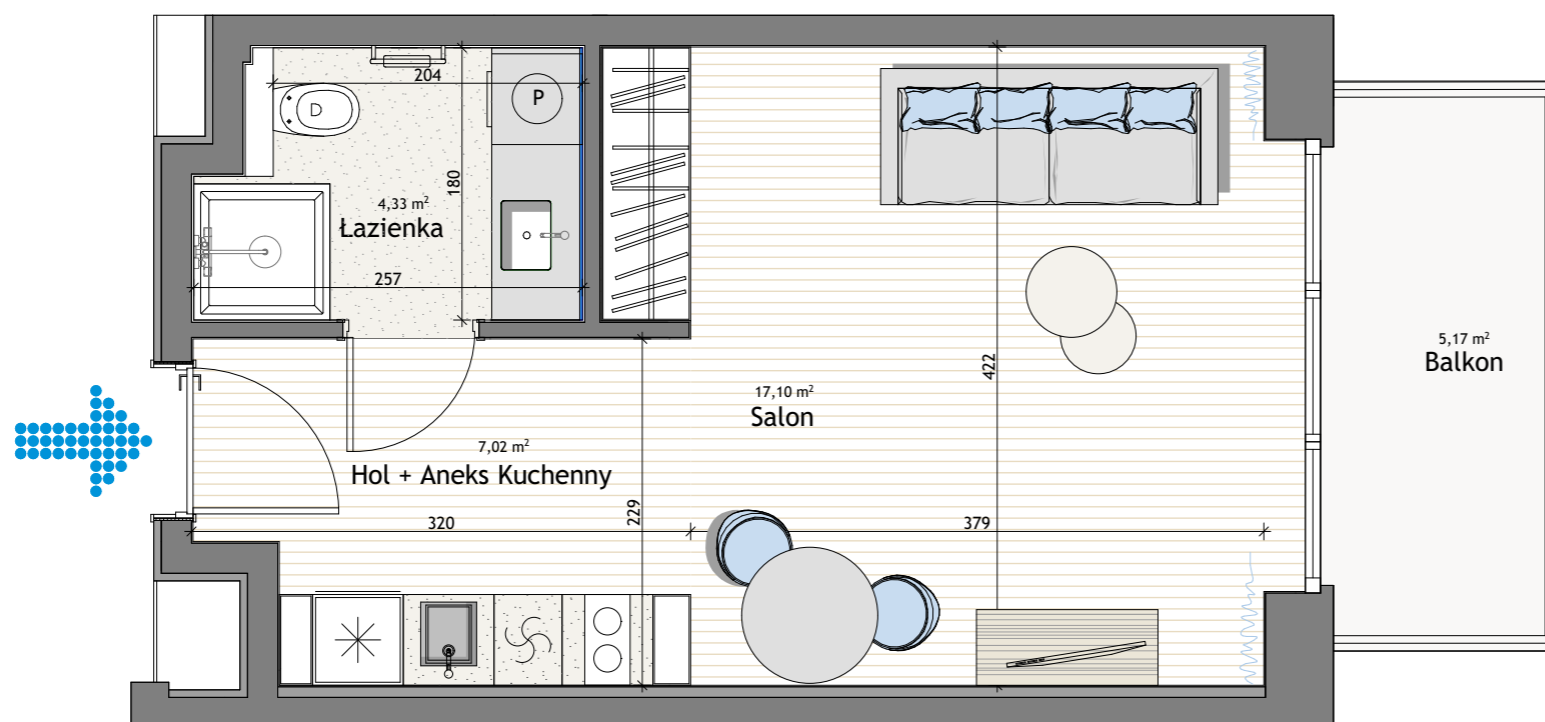 204
D
P
180
4,33 m²
Łazienka
257
422
5,17 m²
Balkon
17,10 m²
Salon
7,02 m²
Hol + Aneks Kuchenny
320
229
379